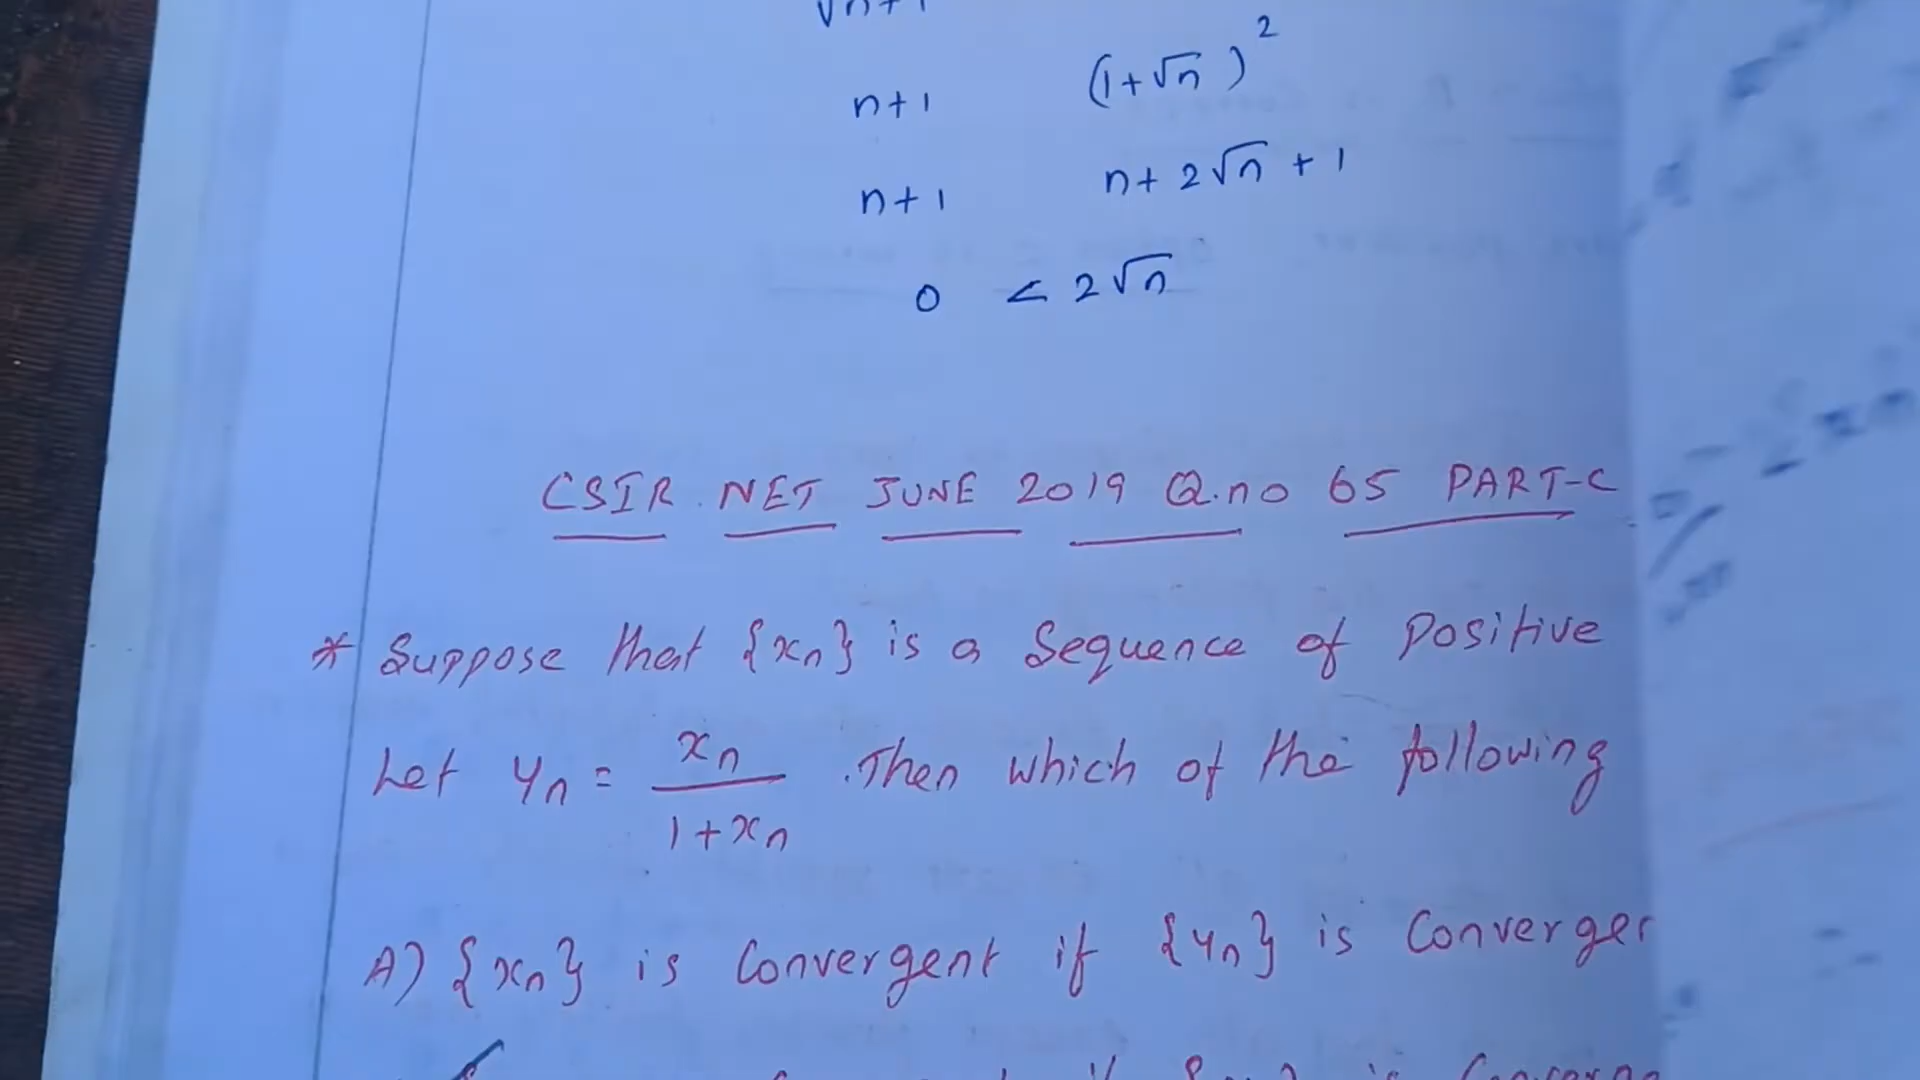 √n+1
n+1 (1+√n)²
n+1 n+2√n+1
0 < 2√n
CSIR NET JUNE 2019 Q.no 65 PART-C
* Suppose that {xn} is a Sequence of Positive
Let yn = xn / 1+xn . Then which of the following
A) {xn} is Convergent if {yn} is Converger